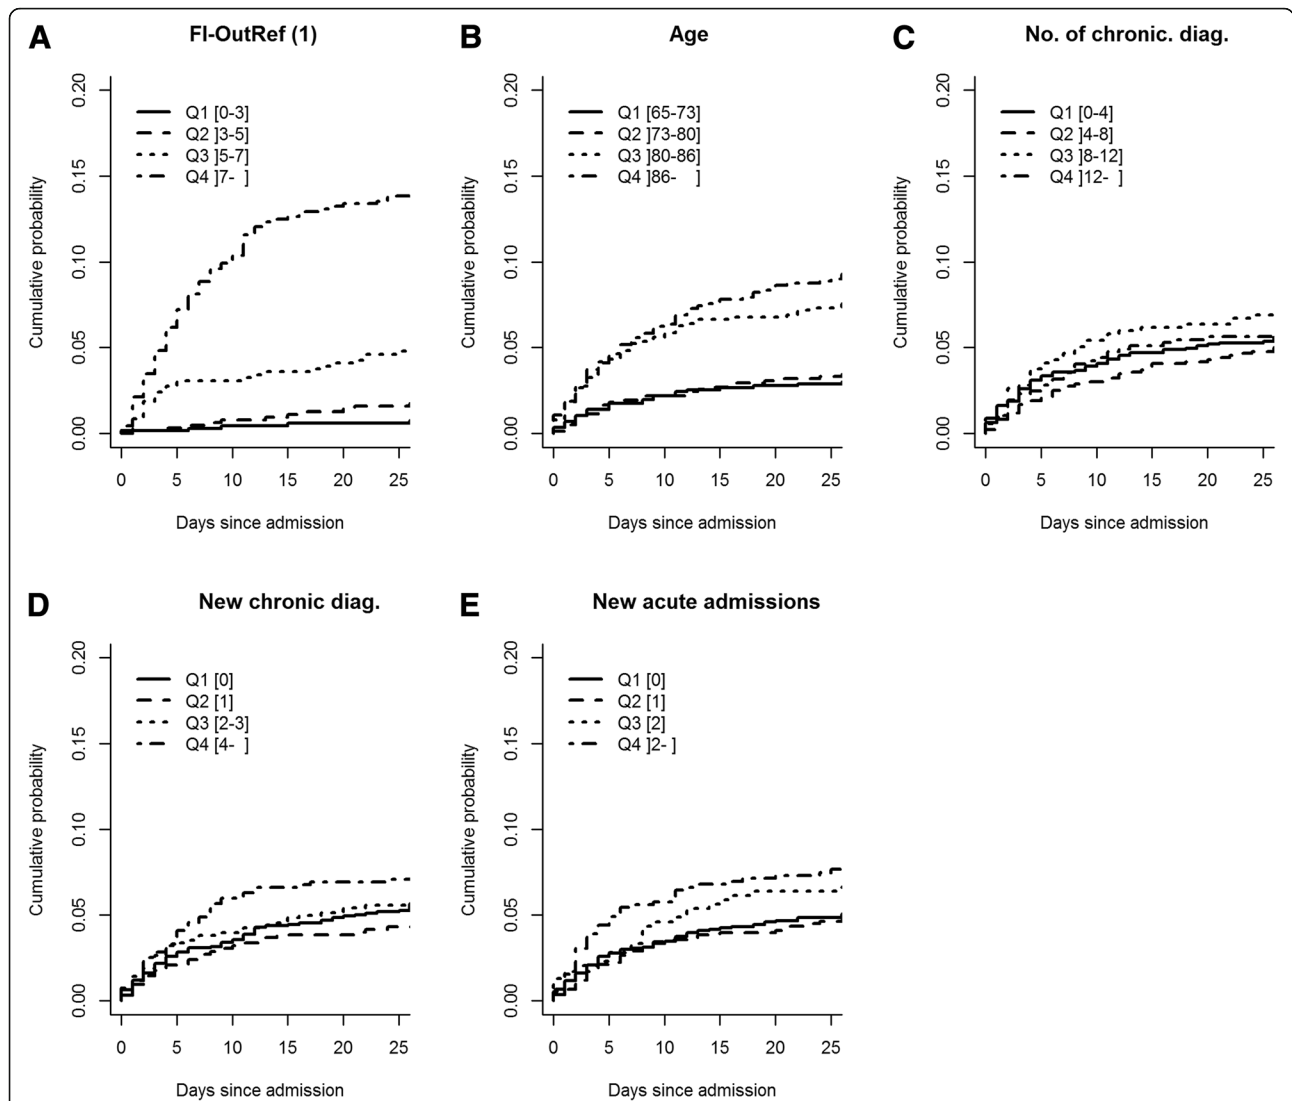 A FI-OutRef (1)
Cumulative probability
0.00 0.05 0.10 0.15 0.20
Q1 [0-3]
Q2 ]3-5]
Q3 ]5-7]
Q4 ]7- ]
0 5 10 15 20 25
Days since admission
B Age
Cumulative probability
0.00 0.05 0.10 0.15 0.20
Q1 [65-73]
Q2 ]73-80]
Q3 ]80-86]
Q4 ]86- ]
0 5 10 15 20 25
Days since admission
C No. of chronic. diag.
Cumulative probability
0.00 0.05 0.10 0.15 0.20
Q1 [0-4]
Q2 ]4-8]
Q3 ]8-12]
Q4 ]12- ]
0 5 10 15 20 25
Days since admission
D New chronic diag.
Cumulative probability
0.00 0.05 0.10 0.15 0.20
Q1 [0]
Q2 [1]
Q3 [2-3]
Q4 [4- ]
0 5 10 15 20 25
Days since admission
E New acute admissions
Cumulative probability
0.00 0.05 0.10 0.15 0.20
Q1 [0]
Q2 [1]
Q3 [2]
Q4 ]2- ]
0 5 10 15 20 25
Days since admission